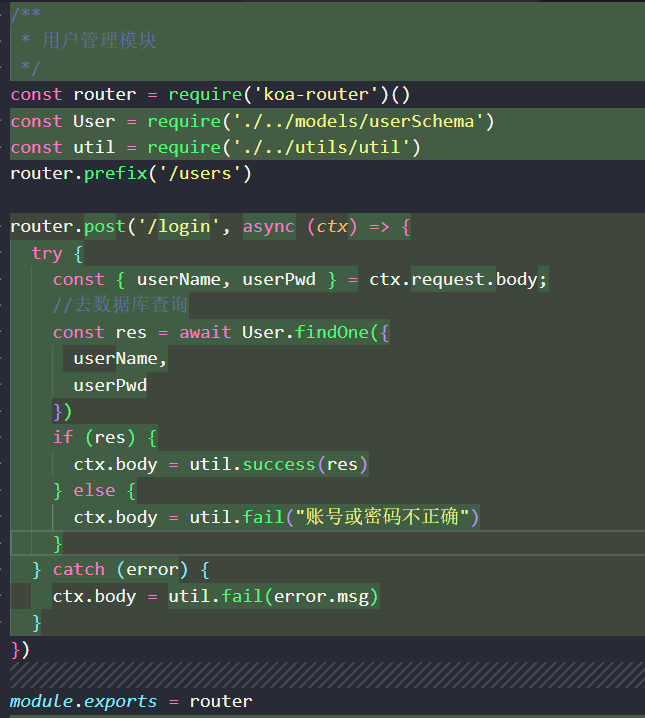 /**
 * 用户管理模块
 */
const router = require('koa-router')()
const User = require('./../models/userSchema')
const util = require('./../utils/util')
router.prefix('/users')
router.post('/login', async (ctx) => {
  try {
    const { userName, userPwd } = ctx.request.body;
    //去数据库查询
    const res = await User.findOne({
      userName,
      userPwd
    })
    if (res) {
      ctx.body = util.success(res)
    } else {
      ctx.body = util.fail("账号或密码不正确")
    }
  } catch (error) {
    ctx.body = util.fail(error.msg)
  }
})
module.exports = router